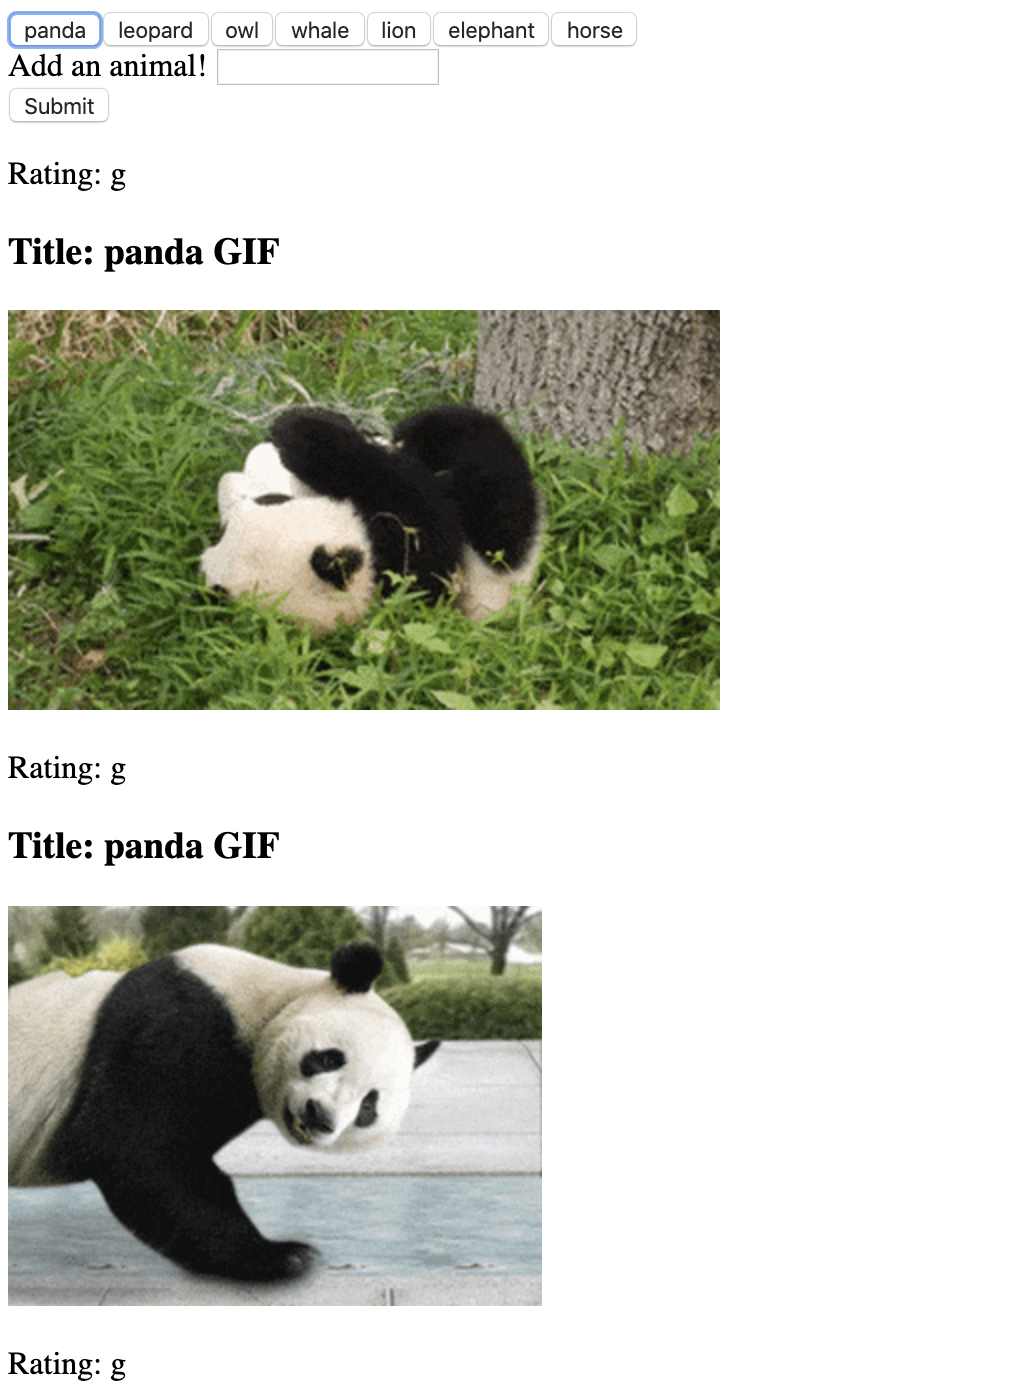 panda leopard owl whale lion elephant horse
Add an animal!
Submit
Rating: g
Title: panda GIF
Rating: g
Title: panda GIF
Rating: g